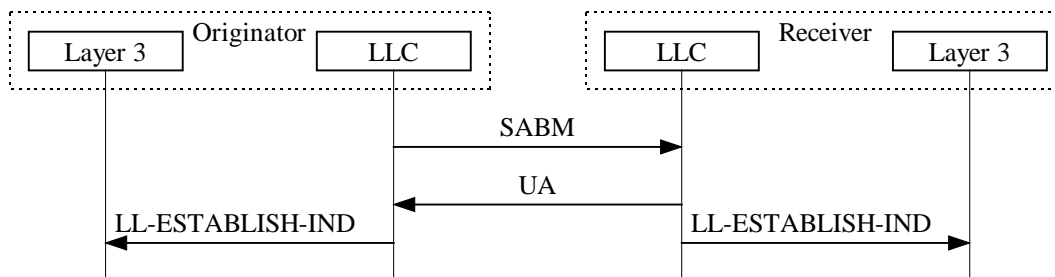 Originator
Receiver
Layer 3
LLC
LLC
Layer 3
SABM
UA
LL-ESTABLISH-IND
LL-ESTABLISH-IND